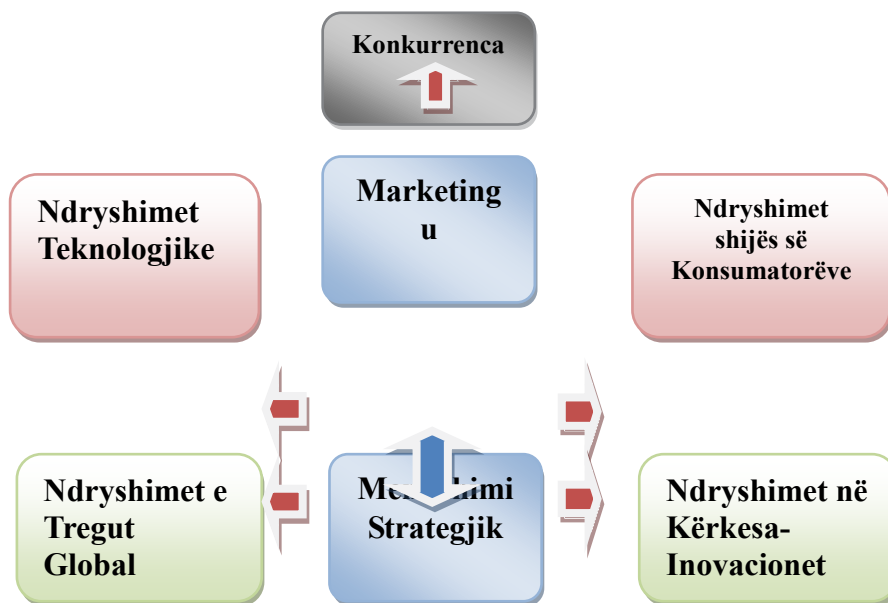 Konkurrenca
Marketing
u
Ndryshimet
Teknologjike
Ndryshimet
shijës së
Konsumatorëve
Ndryshimet e
Tregut
Global
Strategjik
Ndryshimet në
Kërkesa-
Inovacionet